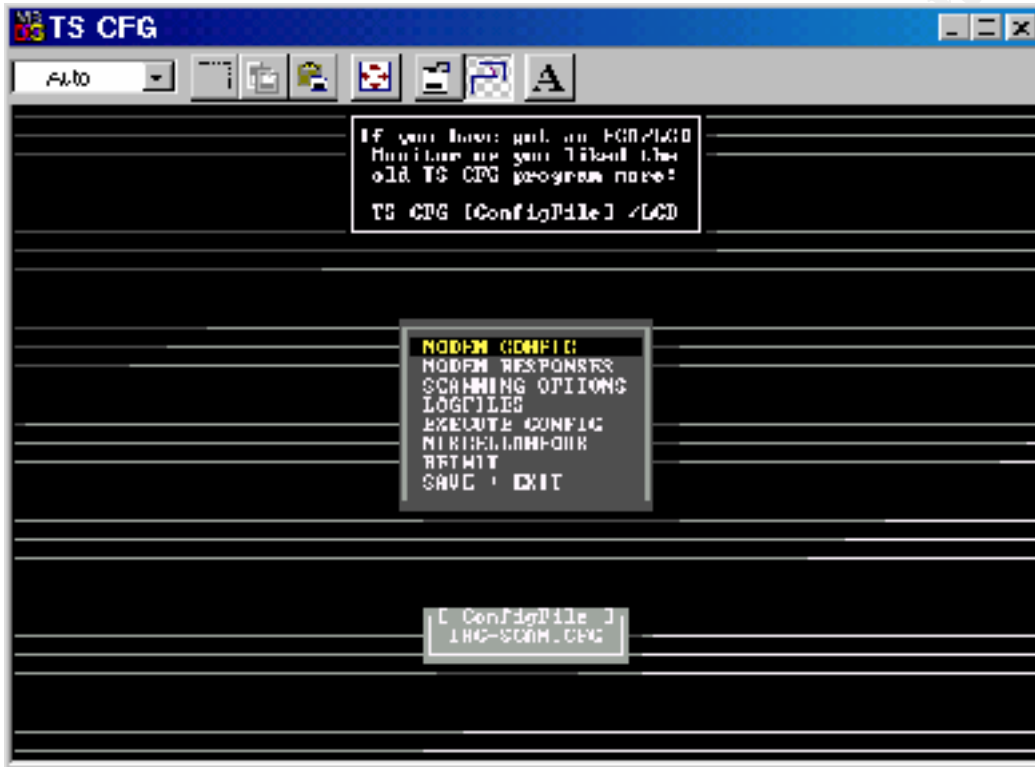 TS CFG
Auto
A
If you have got an EGA/LCD
Monitor or you liked the
old TS CFG program more:
TS CFG [ConfigFile] /LCD
MODEM CONFIG
MODEM RESPONSES
SCANNING OPTIONS
LOGFILES
EXECUTE CONFIG
MISCELLANEOUS
SAVE + EXIT
[ ConfigFile ]